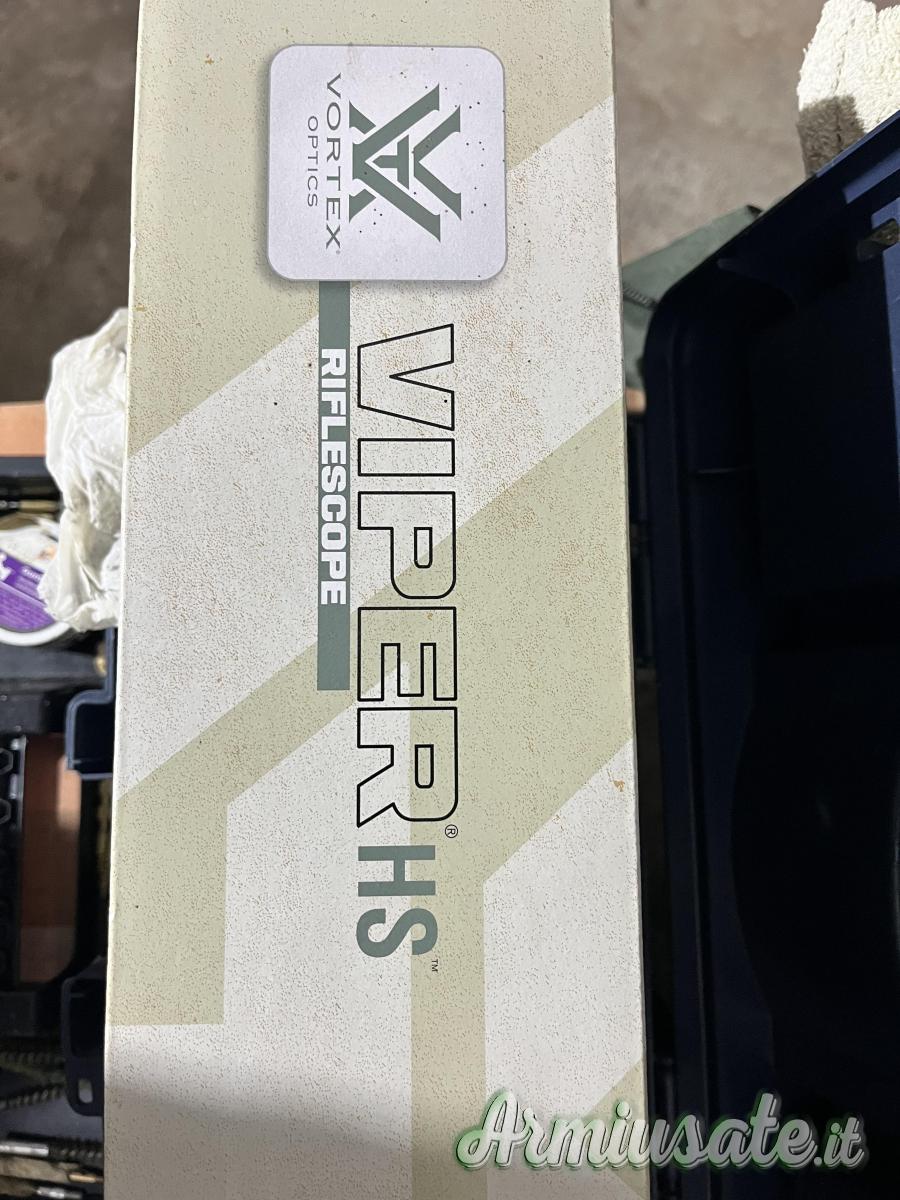 VORTEX®
OPTICS
VIPER® HS™
RIFLESCOPE
Armiusate.it